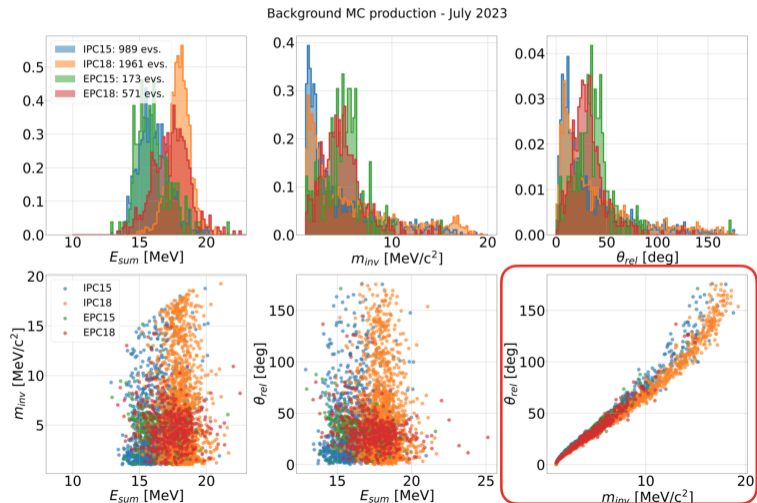 Background MC production - July 2023
IPC15: 989 evs.
IPC18: 1961 evs.
EPC15: 173 evs.
EPC18: 571 evs.
0.5
0.4
0.3
0.2
0.1
0.0
10 15 20
E_sum [MeV]
0.4
0.3
0.2
0.1
0.0
10 20
m_inv [MeV/c²]
0.04
0.03
0.02
0.01
0.00
0 50 100 150
θ_rel [deg]
IPC15
IPC18
EPC15
EPC18
m_inv [MeV/c²]
20
15
10
5
10 15 20
E_sum [MeV]
θ_rel [deg]
150
100
50
0
10 15 20 25
E_sum [MeV]
θ_rel [deg]
150
100
50
0
10 20
m_inv [MeV/c²]